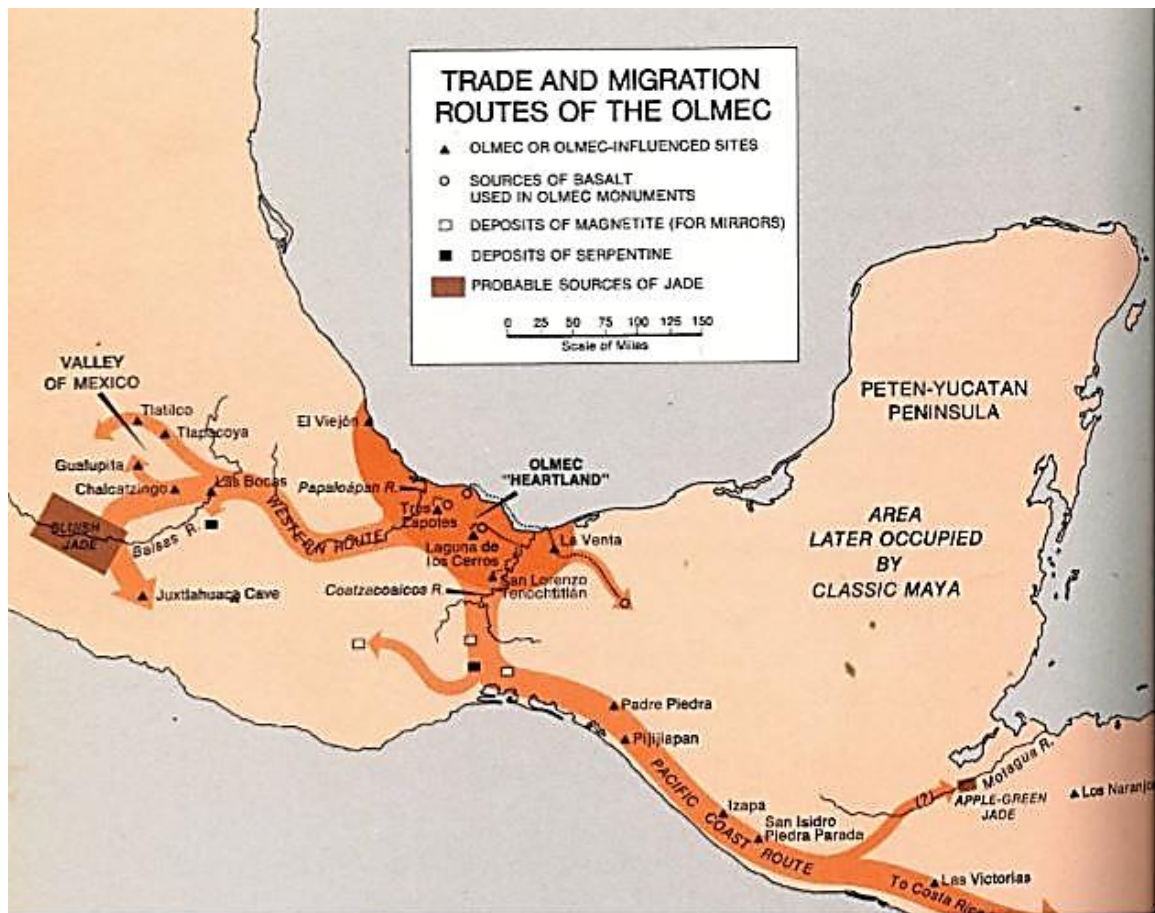 TRADE AND MIGRATION
ROUTES OF THE OLMEC
OLMEC OR OLMEC-INFLUENCED SITES
SOURCES OF BASALT
USED IN OLMEC MONUMENTS
DEPOSITS OF MAGNETITE (FOR MIRRORS)
DEPOSITS OF SERPENTINE
PROBABLE SOURCES OF JADE
0 25 50 75 100 125 150
Scale of Miles
VALLEY
OF MEXICO
Tlatilco
Tlapacoya
Gualupita
Chalcatzingo
Las Bocas
BLUISH
JADE
Balsas R.
Juxtlahuaca Cave
El Viejón
Papaloápan R.
WESTERN ROUTE
OLMEC
"HEARTLAND"
Tres
Zapotes
Laguna de
los Cerros
La Venta
San Lorenzo
Tenochtitlán
Coatzacoalcos R.
PETEN-YUCATAN
PENINSULA
AREA
LATER OCCUPIED
BY
CLASSIC MAYA
Padre Piedra
Pijijiapan
PACIFIC COAST ROUTE
Izapa
San Isidro
Piedra Parada
(?)
Motagua R.
APPLE-GREEN
JADE
Los Naranjo
Las Victorias
To Costa Rica